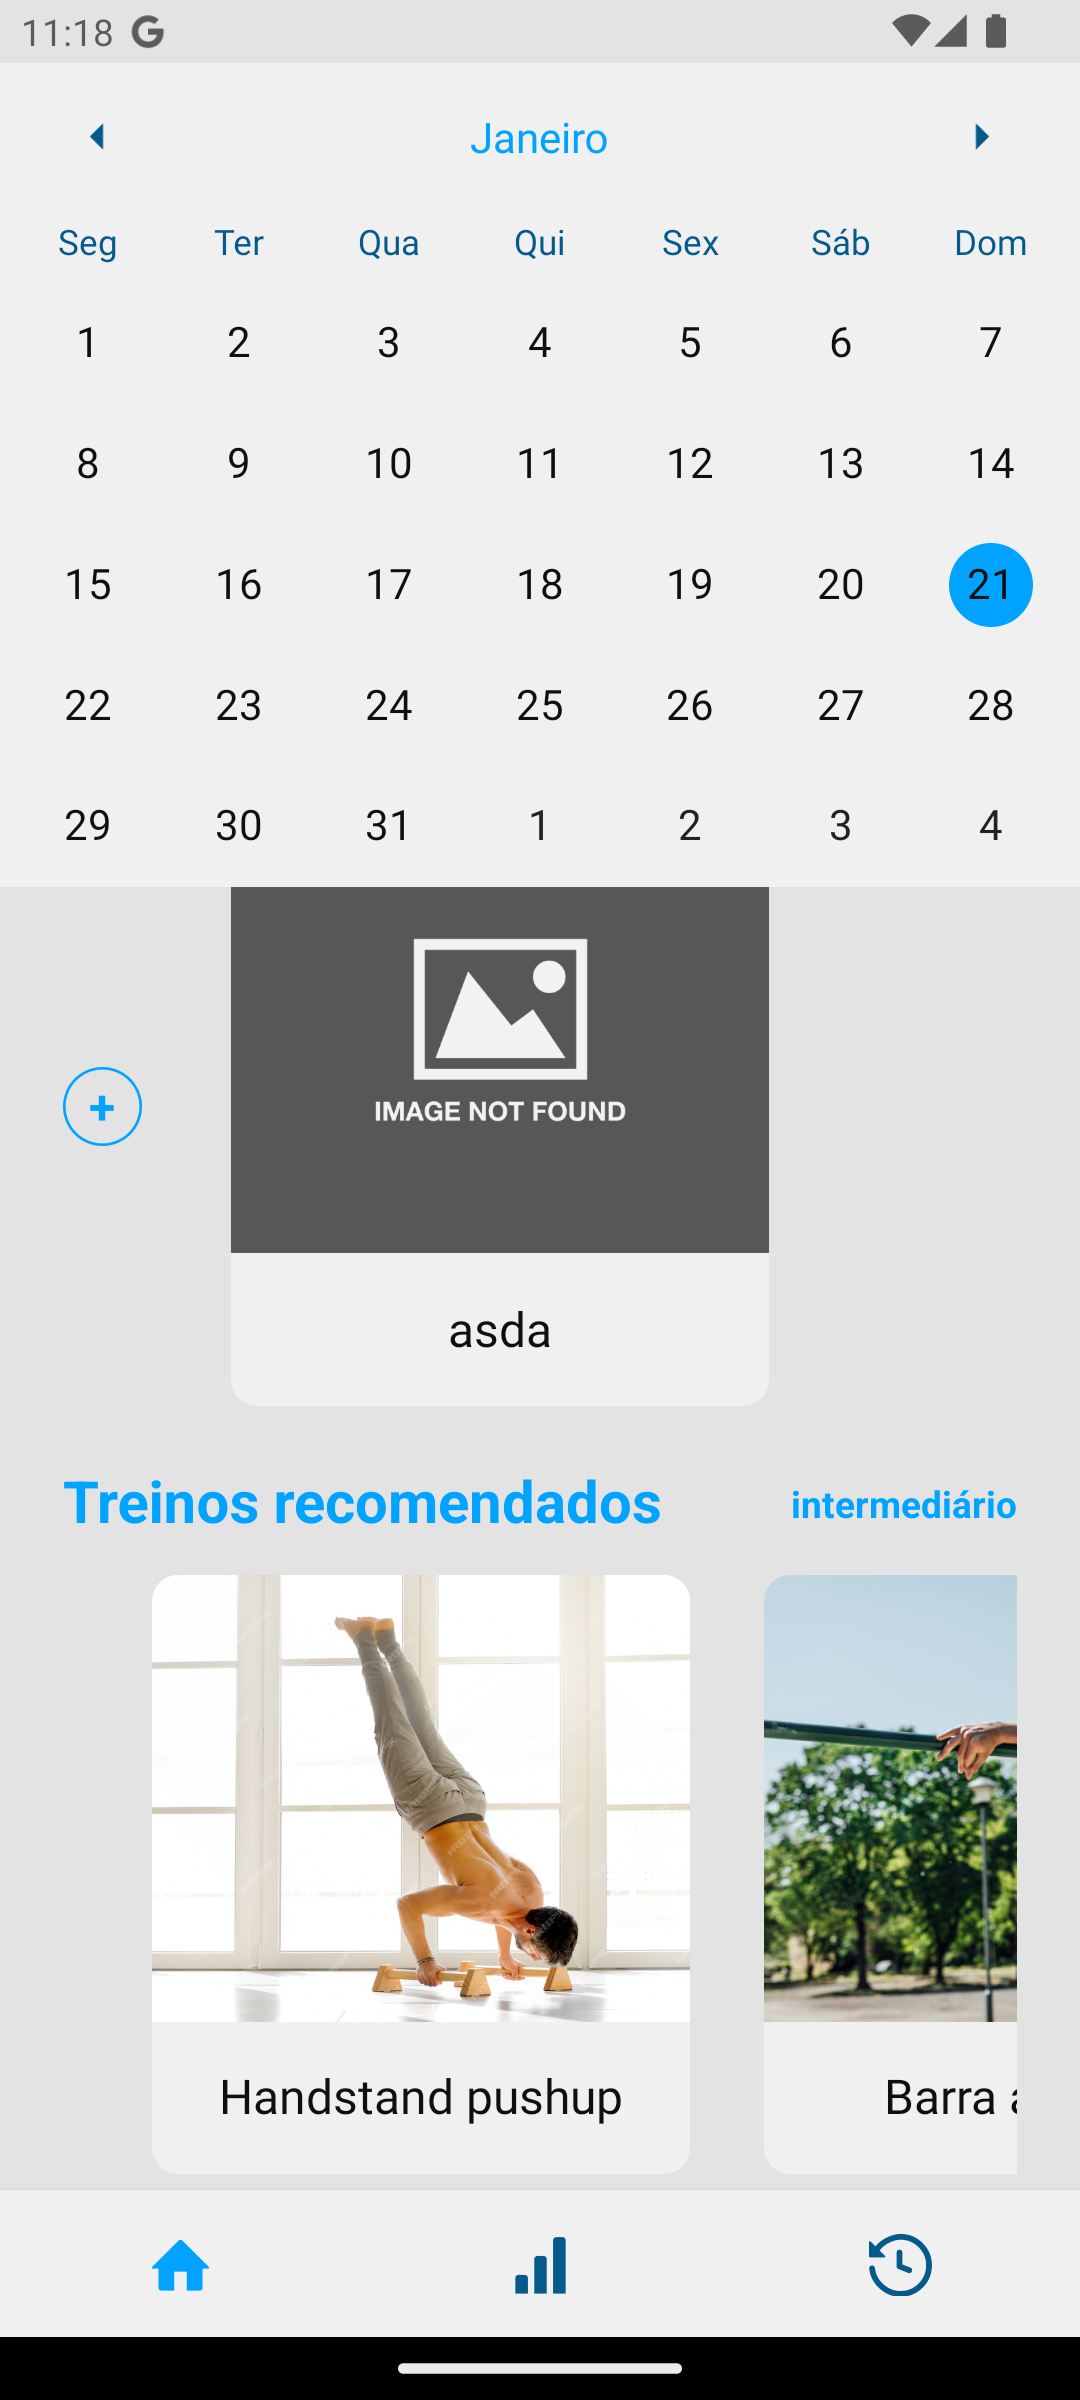 11:18
Janeiro
Seg Ter Qua Qui Sex Sáb Dom
1 2 3 4 5 6 7
8 9 10 11 12 13 14
15 16 17 18 19 20 21
22 23 24 25 26 27 28
29 30 31 1 2 3 4
IMAGE NOT FOUND
+
asda
Treinos recomendados intermediário
Handstand pushup
Barra